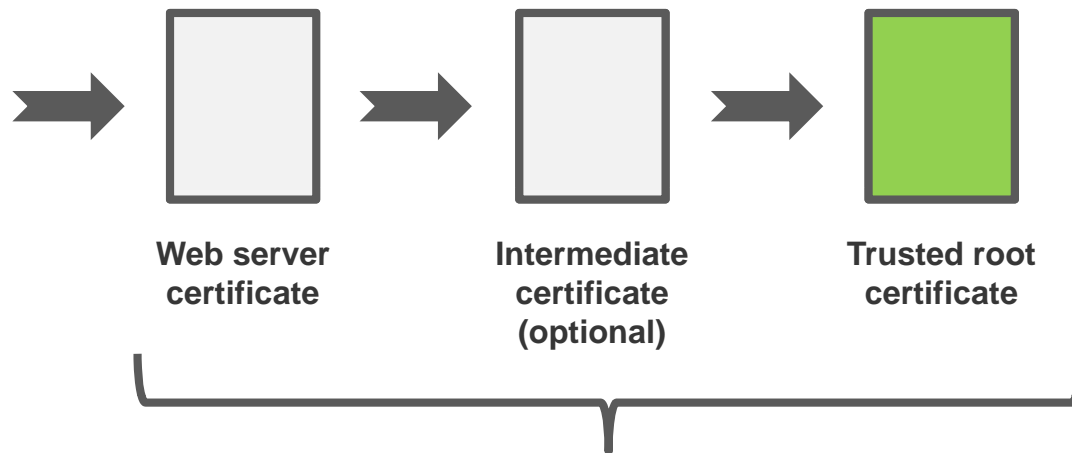 Web server
certificate
Intermediate
certificate
(optional)
Trusted root
certificate